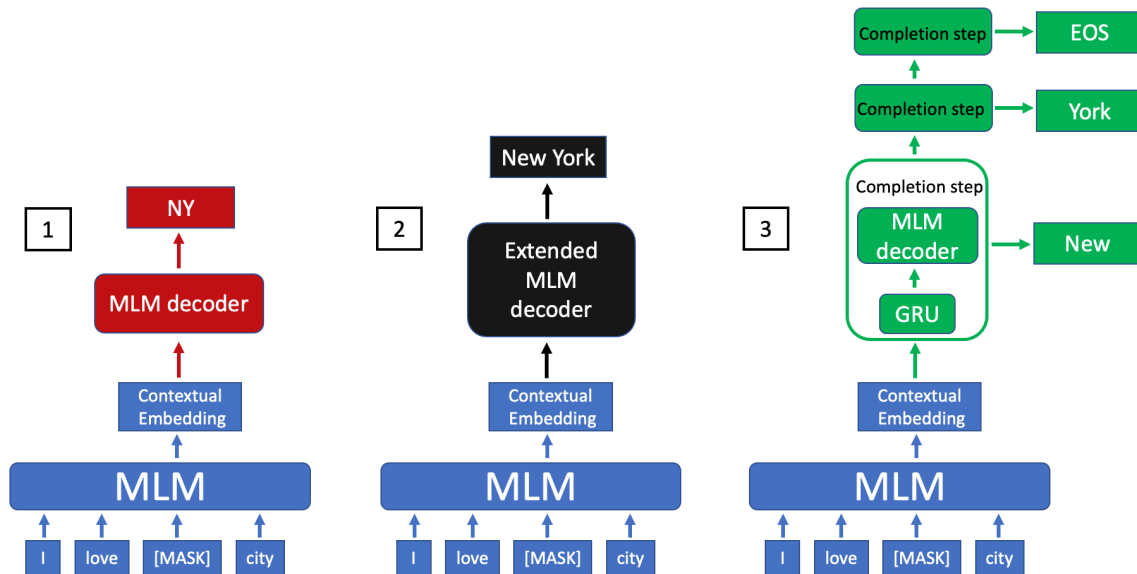 1
NY
MLM decoder
Contextual
Embedding
MLM
I love [MASK] city
2
New York
Extended
MLM
decoder
Contextual
Embedding
MLM
I love [MASK] city
3
Completion step
EOS
Completion step
York
Completion step
MLM
decoder
New
GRU
Contextual
Embedding
MLM
I love [MASK] city